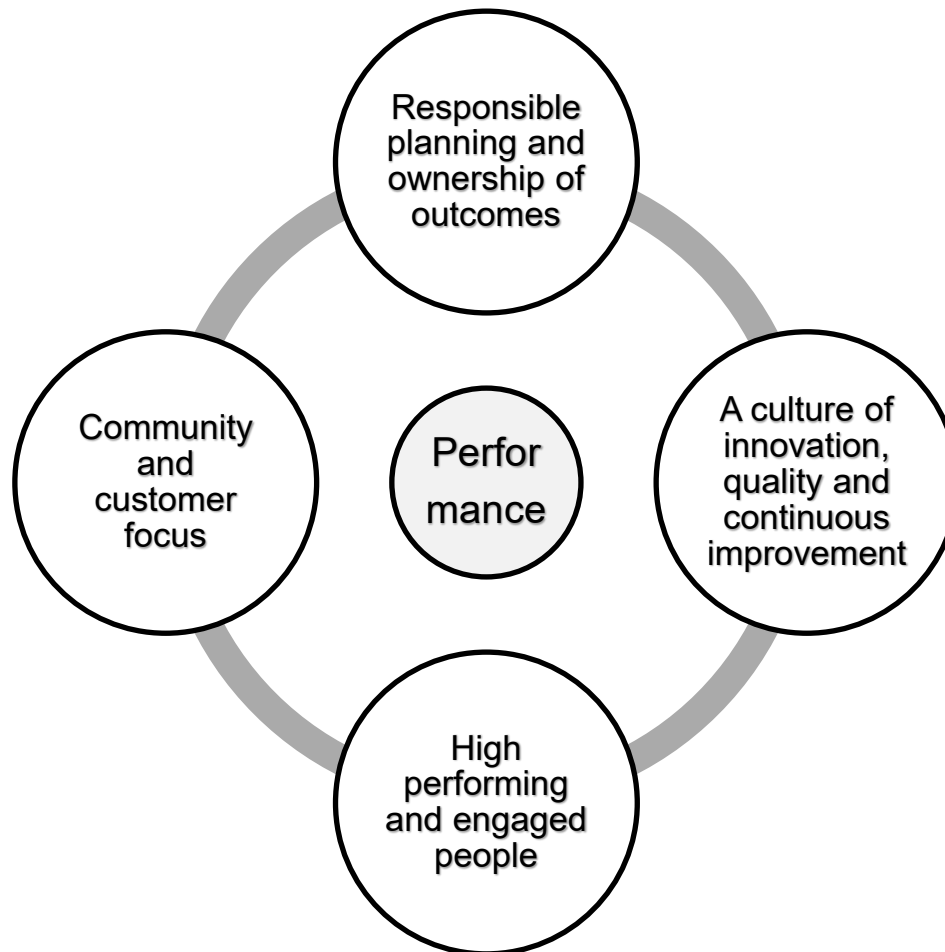 Responsible
planning and
ownership of
outcomes
Community
and
customer
focus
Perfor
mance
A culture of
innovation,
quality and
continuous
improvement
High
performing
and engaged
people